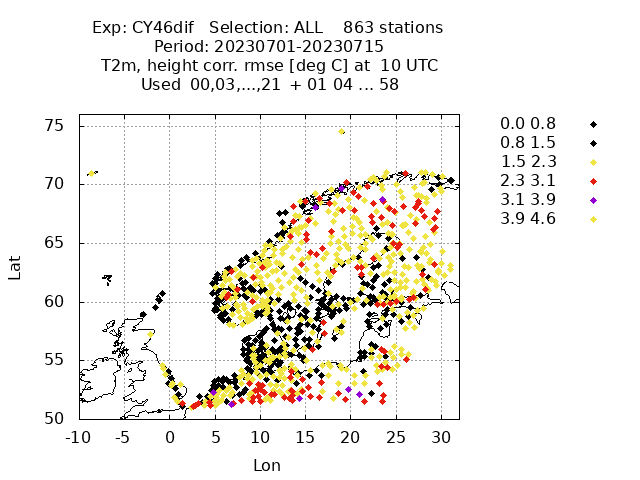 Exp: CY46dif   Selection: ALL    863 stations
Period: 20230701-20230715
T2m, height corr. rmse [deg C] at  10 UTC
Used  00,03,...,21  + 01 04 ... 58
0.0 0.8
0.8 1.5
1.5 2.3
2.3 3.1
3.1 3.9
3.9 4.6
75
70
65
60
55
50
Lat
-10 -5 0 5 10 15 20 25 30
Lon